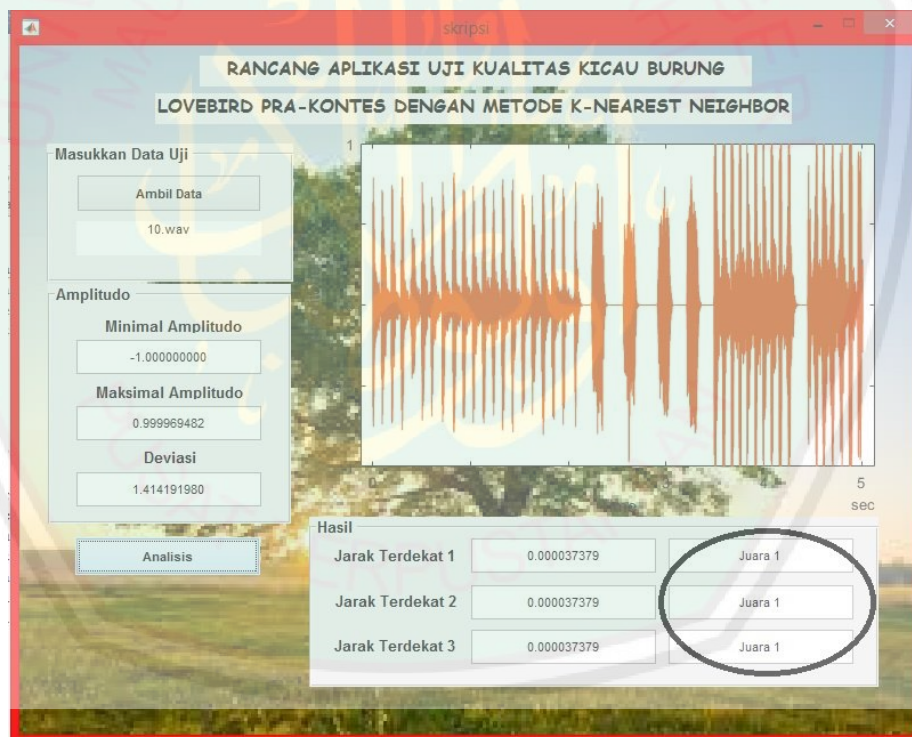 skripsi
RANCANG APLIKASI UJI KUALITAS KICAU BURUNG
LOVEBIRD PRA-KONTES DENGAN METODE K-NEAREST NEIGHBOR
Masukkan Data Uji
Ambil Data
10.wav
Amplitudo
Minimal Amplitudo
-1.000000000
Maksimal Amplitudo
0.999969482
Deviasi
1.414191980
Analisis
1
0
3
5
sec
Hasil
Jarak Terdekat 1
0.000037379
Juara 1
Jarak Terdekat 2
0.000037379
Juara 1
Jarak Terdekat 3
0.000037379
Juara 1